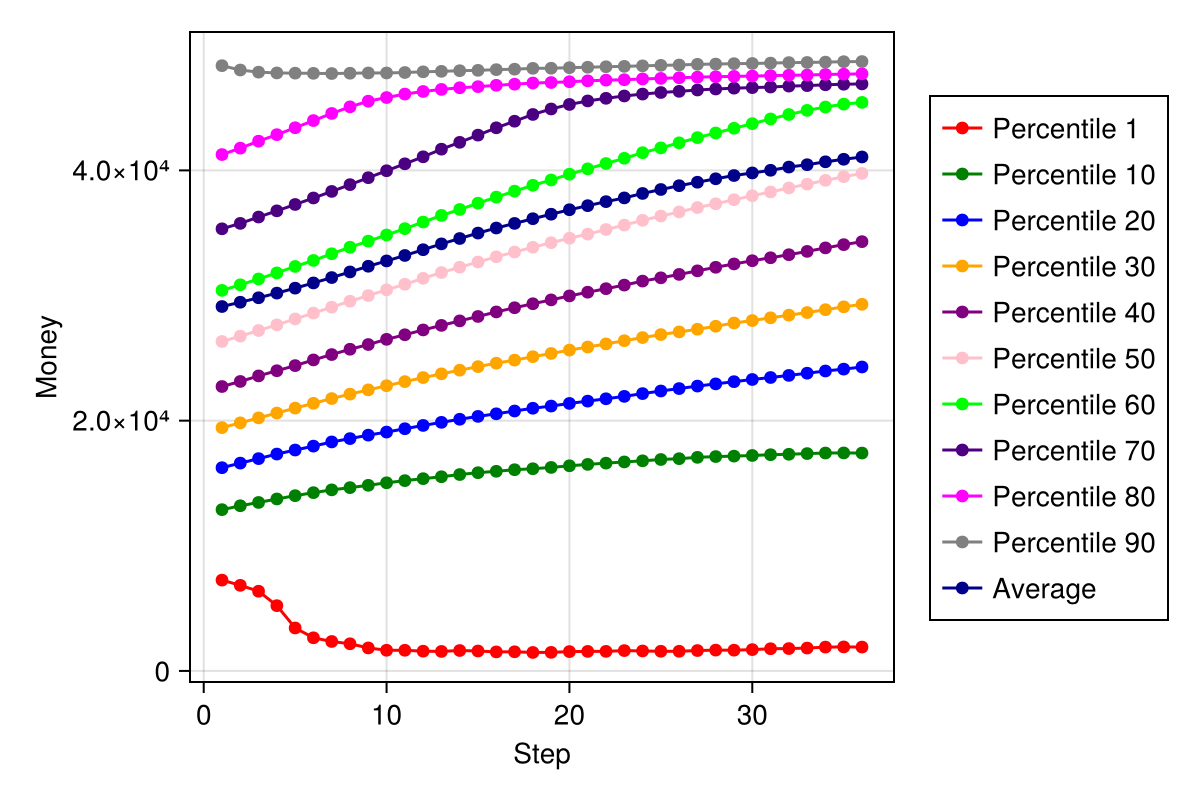 Money
4.0×10⁴
2.0×10⁴
0
0 10 20 30
Step
Percentile 1
Percentile 10
Percentile 20
Percentile 30
Percentile 40
Percentile 50
Percentile 60
Percentile 70
Percentile 80
Percentile 90
Average